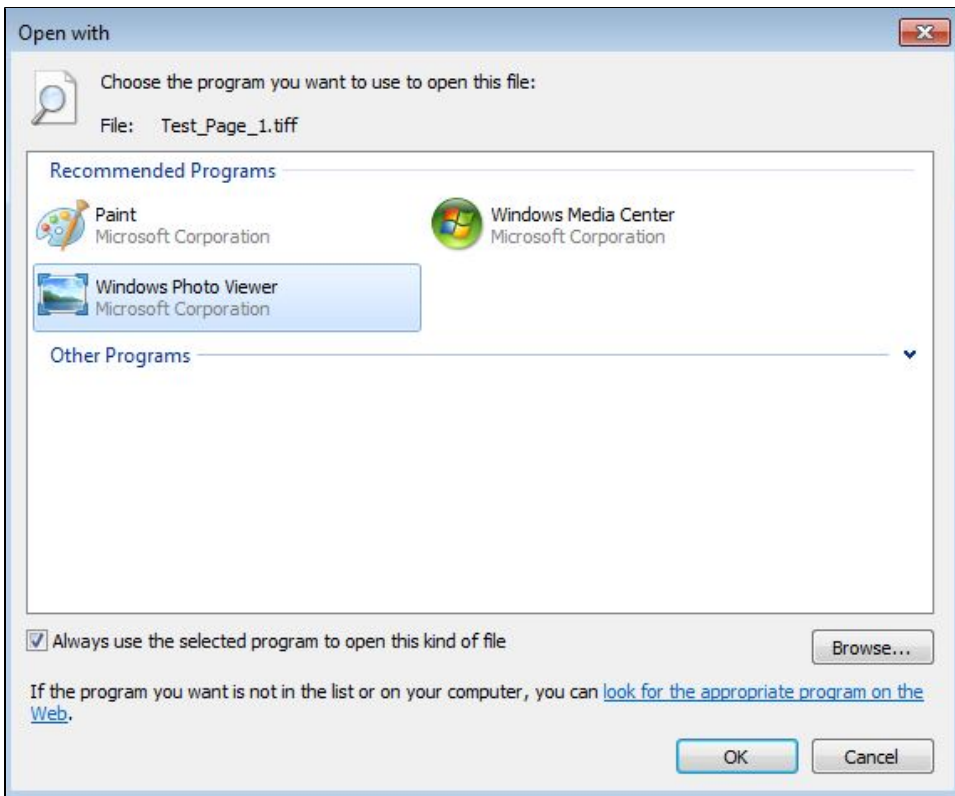 Open with
Choose the program you want to use to open this file:
File: Test_Page_1.tiff
Recommended Programs
Paint
Microsoft Corporation
Windows Media Center
Microsoft Corporation
Windows Photo Viewer
Microsoft Corporation
Other Programs
Always use the selected program to open this kind of file
Browse...
If the program you want is not in the list or on your computer, you can look for the appropriate program on the
Web.
OK
Cancel